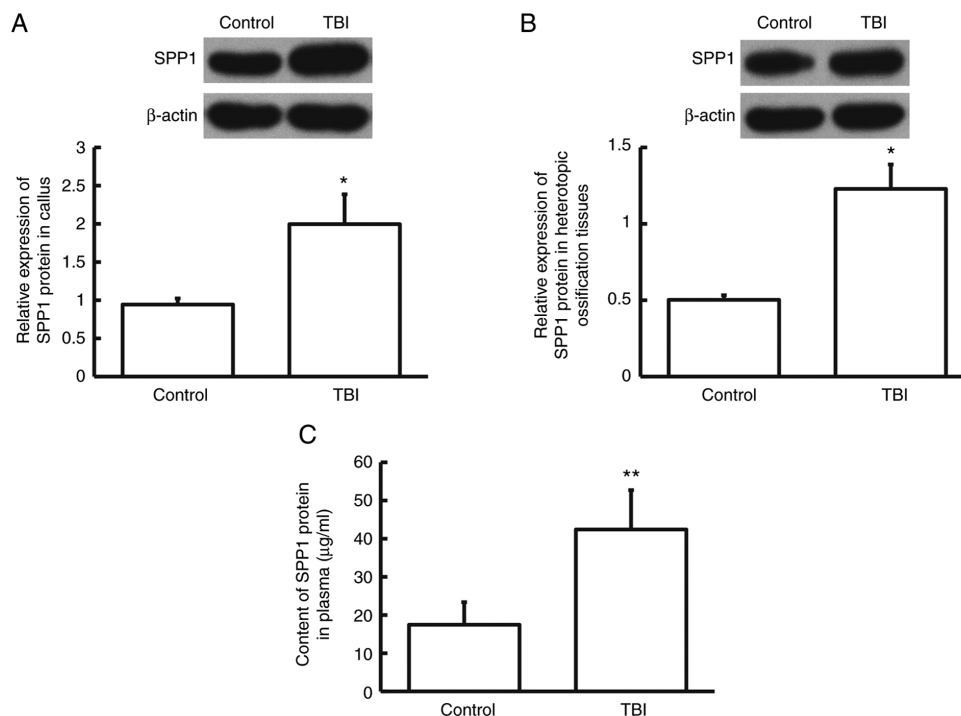 A
Control TBI
SPP1
β-actin
Relative expression of
SPP1 protein in callus
3
2.5
2
1.5
1
0.5
0
*
Control TBI
B
Control TBI
SPP1
β-actin
Relative expression of
SPP1 protein in heterotopic
ossification tissues
1.5
1
0.5
0
*
Control TBI
C
Content of SPP1 protein
in plasma (μg/ml)
60
50
40
30
20
10
0
**
Control TBI